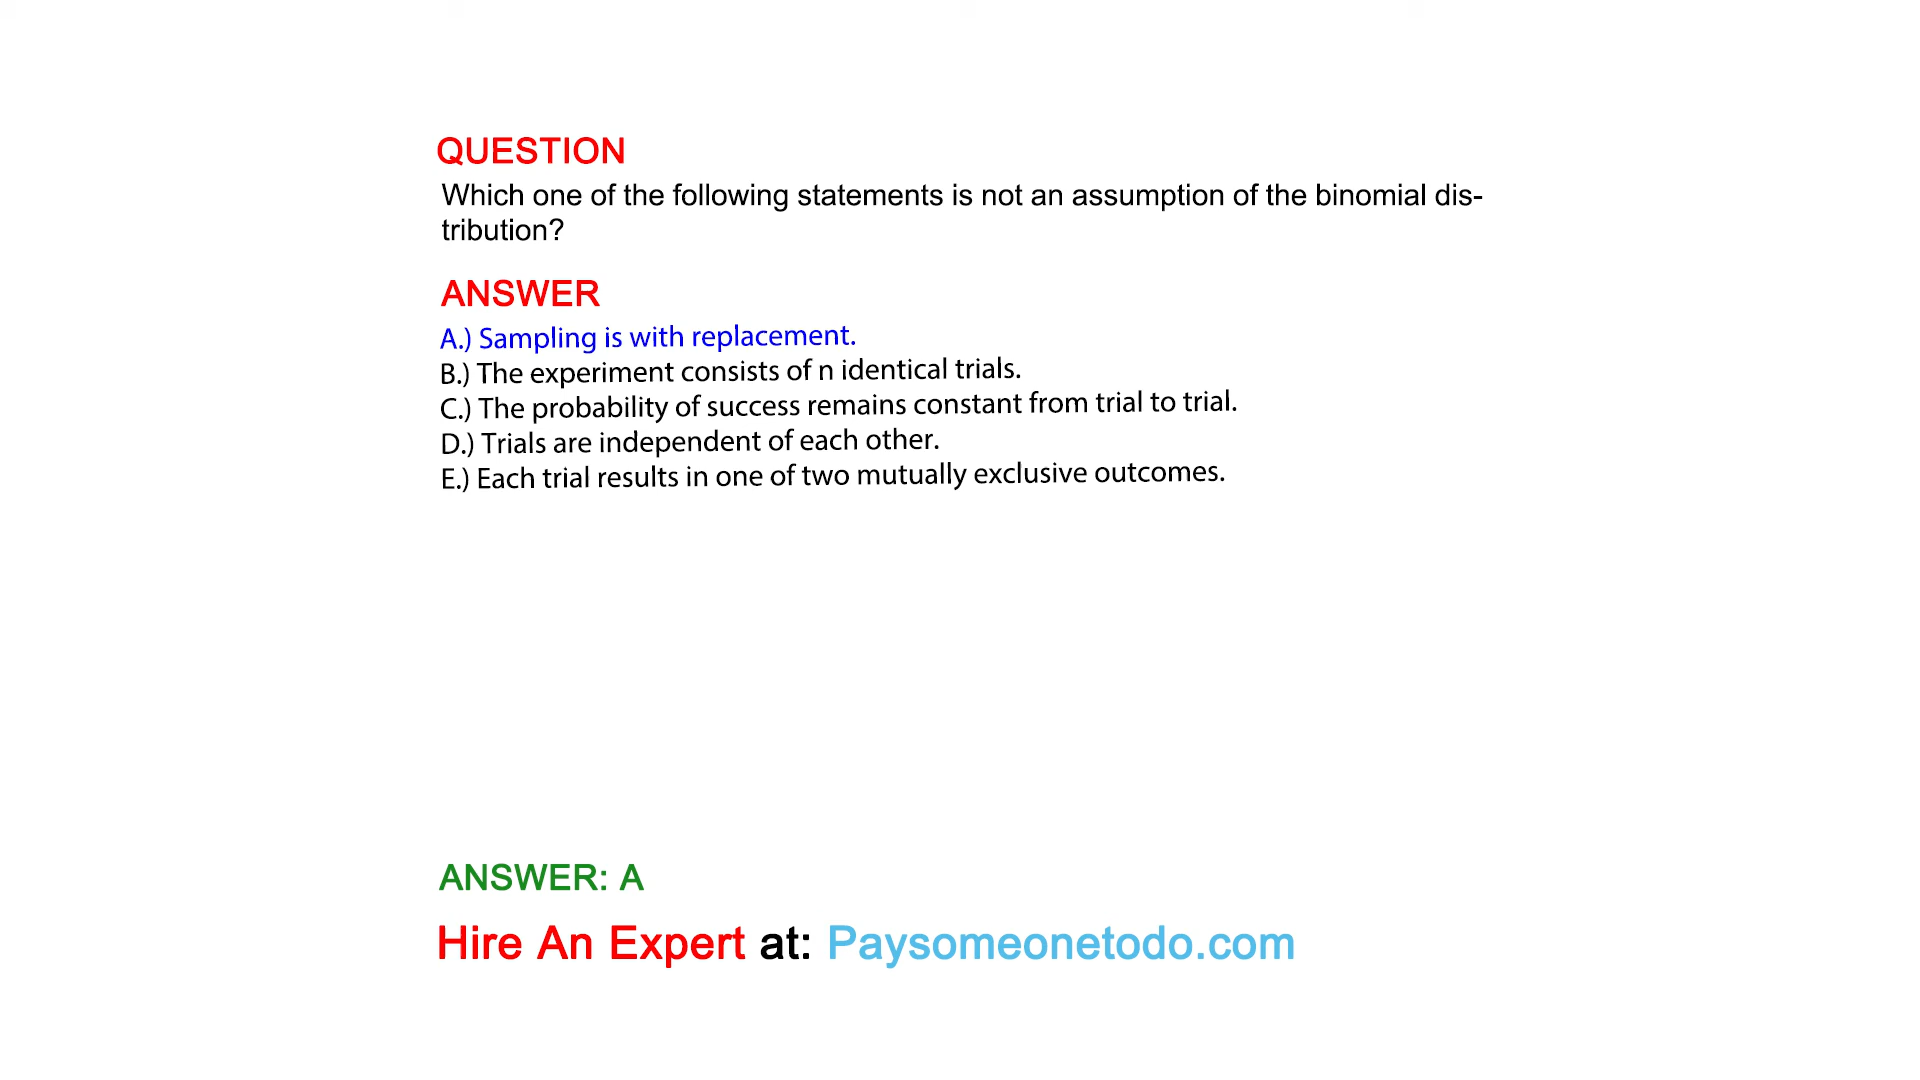 QUESTION
Which one of the following statements is not an assumption of the binomial dis-
tribution?
ANSWER
A.) Sampling is with replacement.
B.) The experiment consists of n identical trials.
C.) The probability of success remains constant from trial to trial.
D.) Trials are independent of each other.
E.) Each trial results in one of two mutually exclusive outcomes.
ANSWER: A
Hire An Expert at: Paysomeonetodo.com